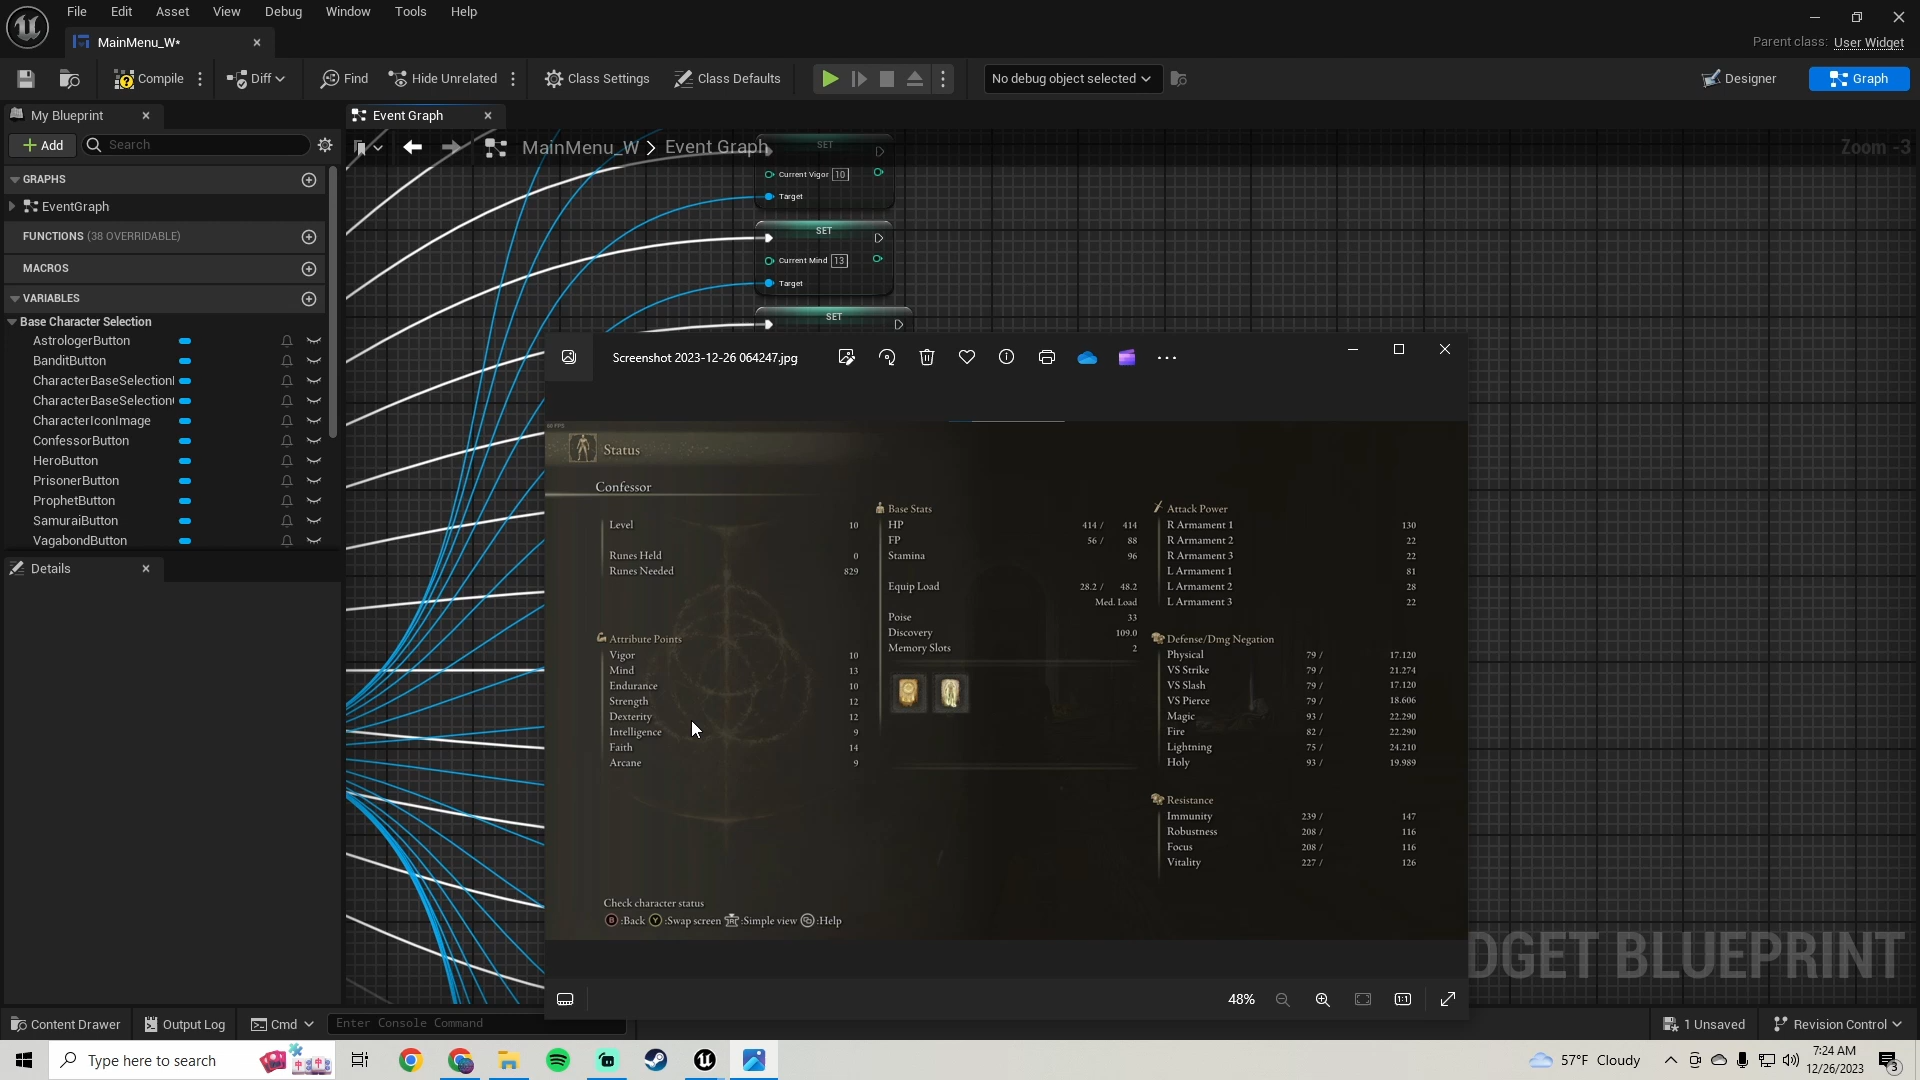 File Edit Asset View Debug Window Tools Help
MainMenu_W*
Parent class: User Widget
Compile Diff Find Hide Unrelated Class Settings Class Defaults No debug object selected Designer Graph
My Blueprint
Event Graph
Add Search
MainMenu_W > Event Graph
Zoom -3
GRAPHS
EventGraph
FUNCTIONS (38 OVERRIDABLE)
MACROS
VARIABLES
Base Character Selection
AstrologerButton
BanditButton
CharacterBaseSelection
CharacterBaseSelection
CharacterIconImage
ConfessorButton
HeroButton
PrisonerButton
ProphetButton
SamuraiButton
VagabondButton
Details
SET
Current Vigor 10
Target
SET
Current Mind 13
Target
SET
Screenshot 2023-12-26 064247.jpg
60 FPS
Status
Confessor
Level 10
Runes Held 0
Runes Needed 829
Attribute Points
Vigor 10
Mind 13
Endurance 10
Strength 12
Dexterity 12
Intelligence 9
Faith 14
Arcane 9
Base Stats
HP 414 / 414
FP 56 / 88
Stamina 96
Equip Load 28.2 / 48.2
Med. Load
Poise 33
Discovery 109.0
Memory Slots 2
Attack Power
R Armament 1 130
R Armament 2 22
R Armament 3 22
L Armament 1 81
L Armament 2 28
L Armament 3 22
Defense/Dmg Negation
Physical 79 / 17.120
VS Strike 79 / 21.274
VS Slash 79 / 17.120
VS Pierce 79 / 18.606
Magic 93 / 22.290
Fire 82 / 22.290
Lightning 75 / 24.210
Holy 93 / 19.989
Resistance
Immunity 239 / 147
Robustness 208 / 116
Focus 208 / 116
Vitality 227 / 126
Check character status
B :Back Y :Swap screen :Simple view :Help
DGET BLUEPRINT
48%
1:1
Content Drawer Output Log Cmd Enter Console Command 1 Unsaved Revision Control
Type here to search
57°F Cloudy
7:24 AM
12/26/2023
3